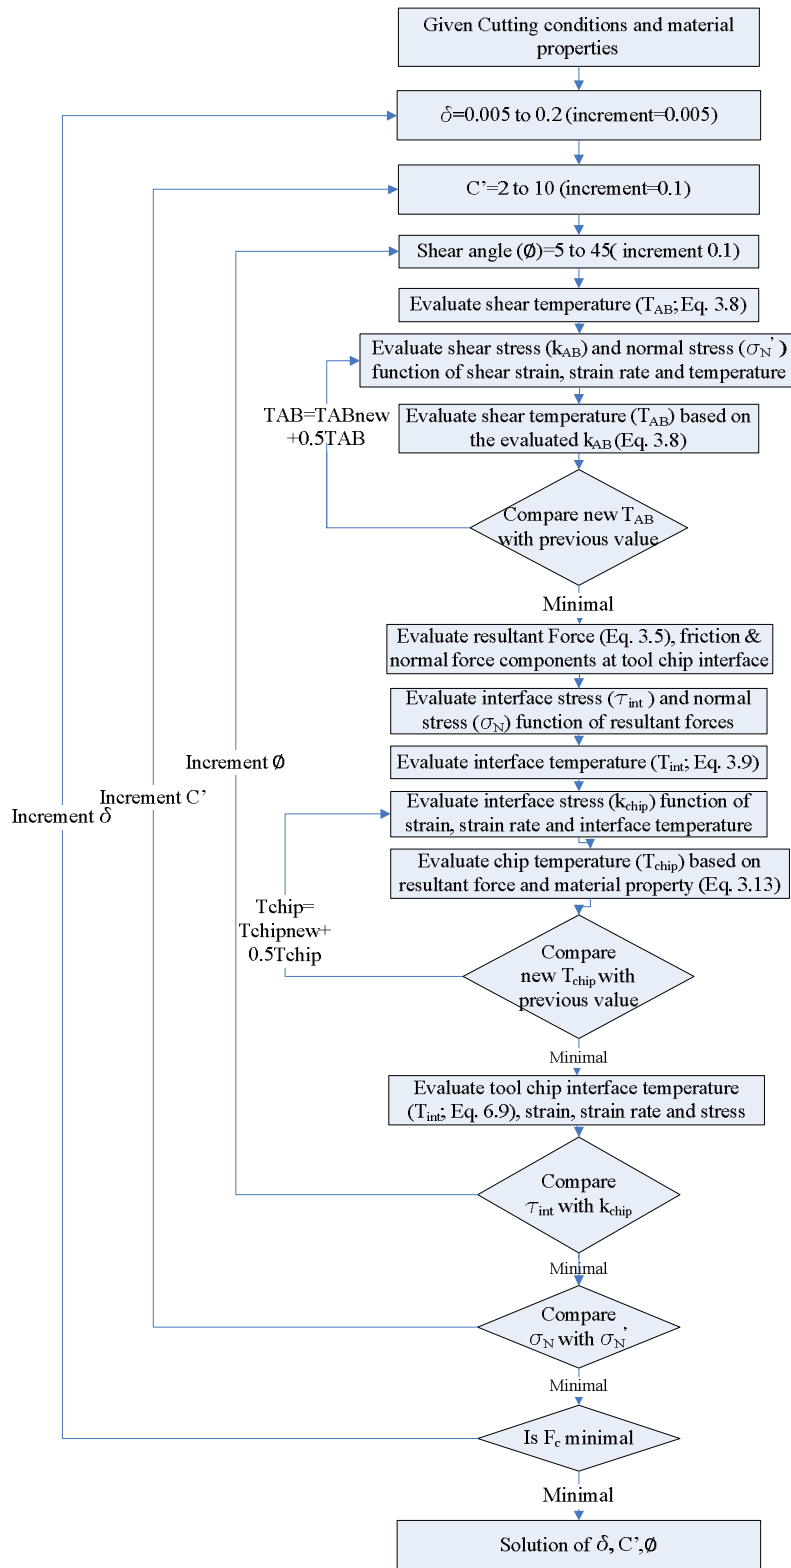 Given Cutting conditions and material
properties
δ=0.005 to 0.2 (increment=0.005)
C’=2 to 10 (increment=0.1)
Shear angle (Ø)=5 to 45( increment 0.1)
Evaluate shear temperature (TAB; Eq. 3.8)
Evaluate shear stress (kAB) and normal stress (σN’)
function of shear strain, strain rate and temperature
TAB=TABnew
+0.5TAB
Evaluate shear temperature (TAB) based on
the evaluated kAB (Eq. 3.8)
Compare new TAB
with previous value
Minimal
Evaluate resultant Force (Eq. 3.5), friction &
normal force components at tool chip interface
Evaluate interface stress (τint ) and normal
stress (σN) function of resultant forces
Evaluate interface temperature (Tint; Eq. 3.9)
Increment Ø
Increment C’
Increment δ
Evaluate interface stress (kchip) function of
strain, strain rate and interface temperature
Evaluate chip temperature (Tchip) based on
resultant force and material property (Eq. 3.13)
Tchip=
Tchipnew+
0.5Tchip
Compare
new Tchip with
previous value
Minimal
Evaluate tool chip interface temperature
(Tint; Eq. 6.9), strain, strain rate and stress
Compare
τint with kchip
Minimal
Compare
σN with σN’
Minimal
Is Fc minimal
Minimal
Solution of δ, C’,Ø